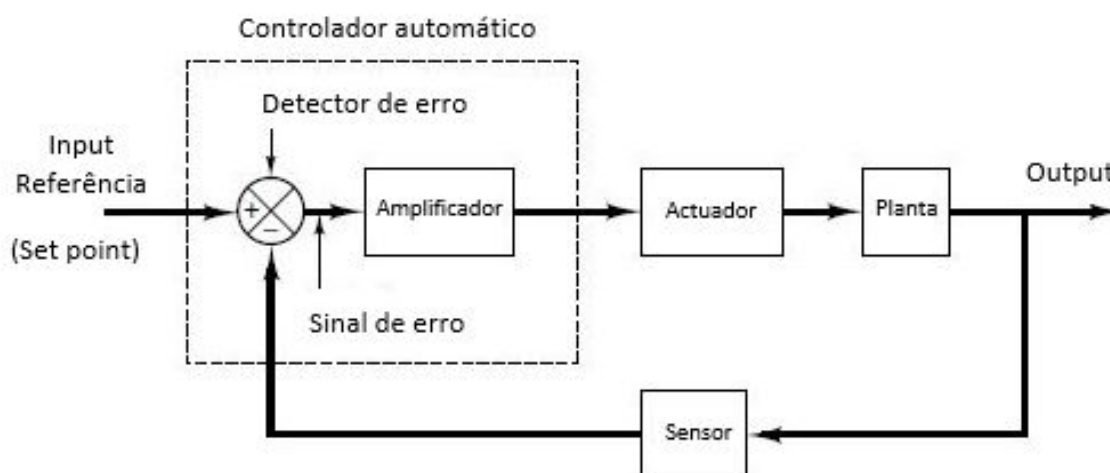 Controlador automático
Detector de erro
Input
Referência
(Set point)
+
−
Amplificador
Sinal de erro
Actuador
Planta
Output
Sensor